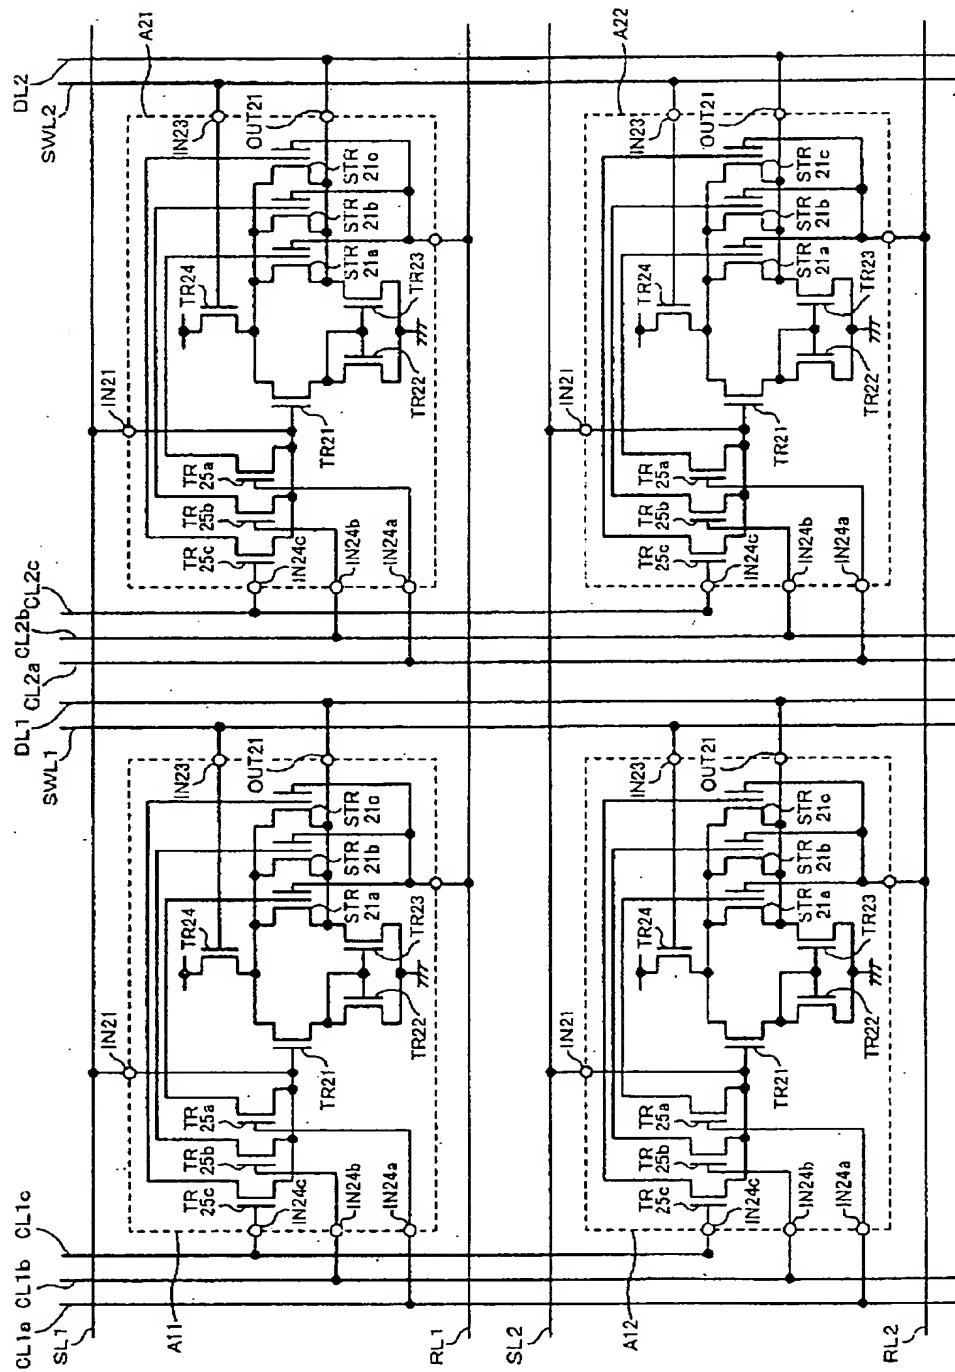 DL2
SWL2
A21
A22
IN23
OUT21
STR
21o
STR
21b
STR
21a
TR24
TR23
TR22
TR21
IN21
TR
25a
TR
25b
TR
25c
IN24c
IN24b
IN24a
IN23
OUT21
STR
21c
STR
21b
STR
21a
TR24
TR23
TR22
TR21
IN21
TR
25a
TR
25b
TR
25c
IN24c
IN24b
IN24a
CL2c
CL2b
CL2a
DL1
SWL1
IN23
OUT21
STR
21o
STR
21b
STR
21a
TR24
TR23
TR22
TR21
IN21
TR
25a
TR
25b
TR
25c
IN24c
IN24b
IN24a
IN23
OUT21
STR
21c
STR
21b
STR
21a
TR24
TR23
TR22
TR21
IN21
TR
25a
TR
25b
TR
25c
IN24c
IN24b
IN24a
CL1c
CL1b
CL1a
SL1
A11
RL1
SL2
A12
RL2